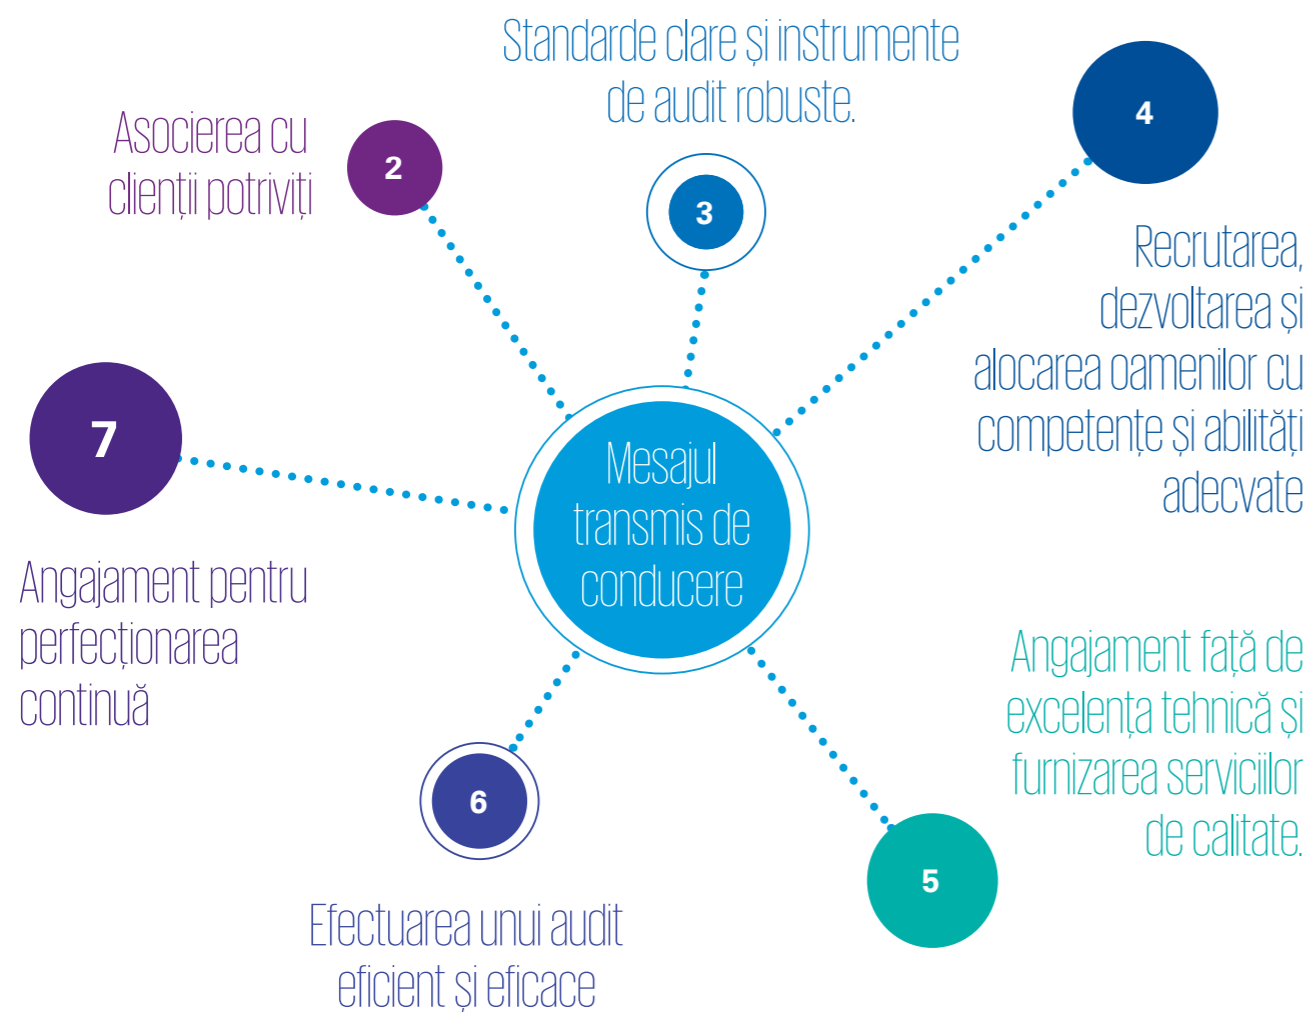 Standarde clare și instrumente
de audit robuste.
3
Asocierea cu
clienții potriviți
2
4
Recrutarea,
dezvoltarea și
alocarea oamenilor cu
competențe și abilități
adecvate
7
Angajament pentru
perfecționarea
continuă
Mesajul
transmis de
conducere
Angajament față de
excelența tehnică și
furnizarea serviciilor
de calitate.
5
6
Efectuarea unui audit
eficient și eficace